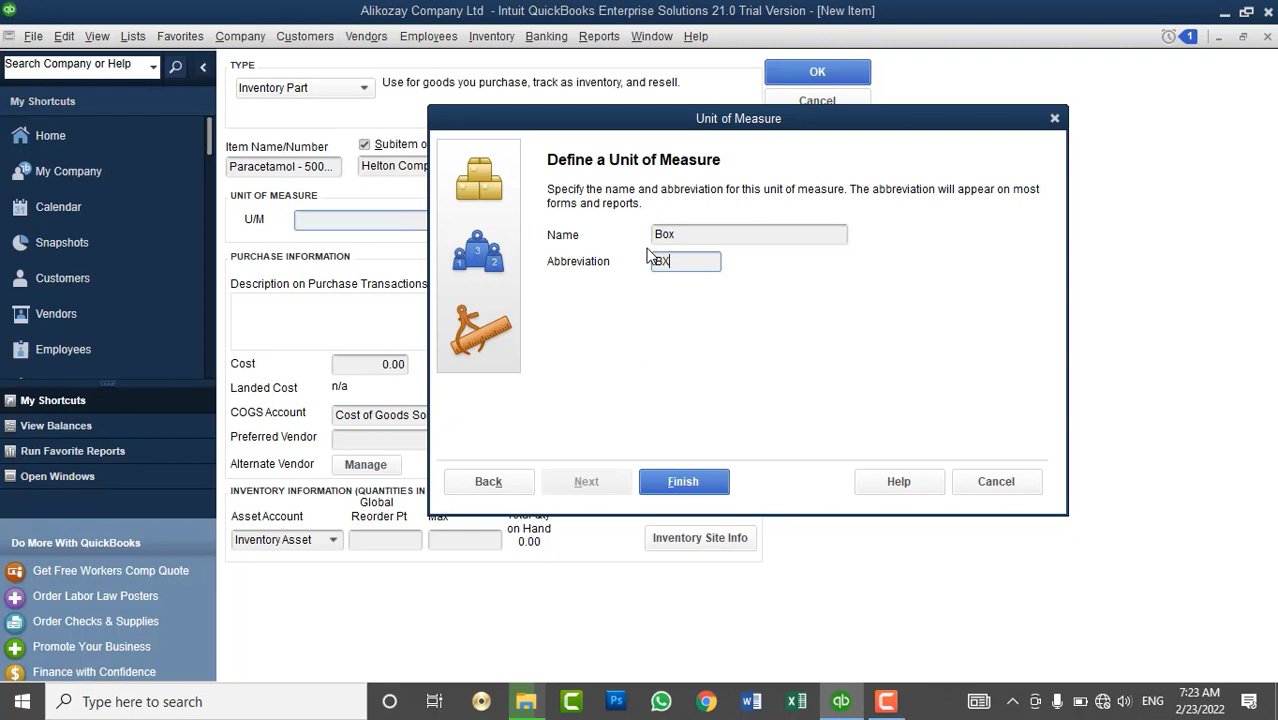 Alikozay Company Ltd - Intuit QuickBooks Enterprise Solutions 21.0 Trial Version - [New Item]
File Edit View Lists Favorites Company Customers Vendors Employees Inventory Banking Reports Window Help
1
Search Company or Help
My Shortcuts
Home
My Company
Calendar
Snapshots
Customers
Vendors
Employees
My Shortcuts
View Balances
Run Favorite Reports
Open Windows
Do More With QuickBooks
Get Free Workers Comp Quote
Order Labor Law Posters
Order Checks & Supplies
Promote Your Business
Finance with Confidence
TYPE
Inventory Part
Use for goods you purchase, track as inventory, and resell.
OK
Cancel
Item Name/Number
Subitem o
Paracetamol - 500...
Helton Comp
UNIT OF MEASURE
U/M
PURCHASE INFORMATION
Description on Purchase Transactions
Cost
0.00
Landed Cost
n/a
COGS Account
Cost of Goods So
Preferred Vendor
Alternate Vendor
Manage
INVENTORY INFORMATION (QUANTITIES IN
Asset Account
Global
Reorder Pt
Max
on Hand
Inventory Asset
0.00
Inventory Site Info
Unit of Measure
3
1 2
Define a Unit of Measure
Specify the name and abbreviation for this unit of measure. The abbreviation will appear on most
forms and reports.
Name
Box
Abbreviation
BX
Back
Next
Finish
Help
Cancel
Type here to search
Ps
ENG
7:23 AM
2/23/2022